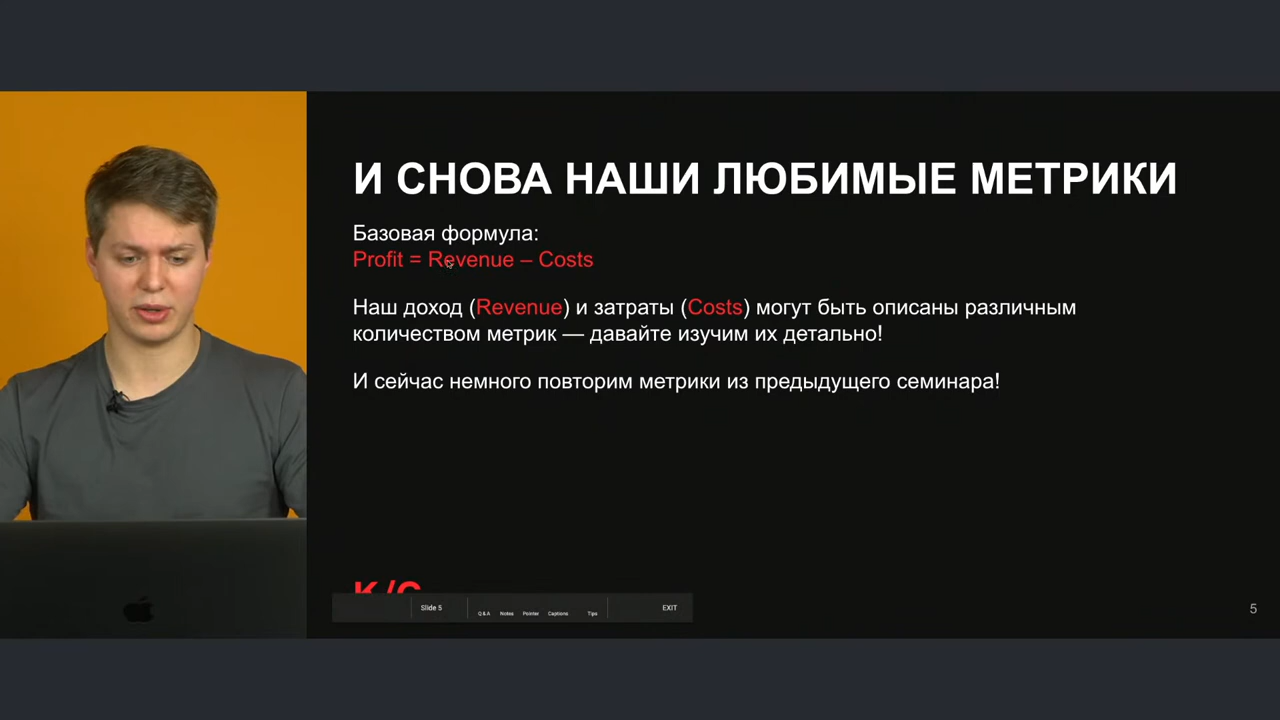 И СНОВА НАШИ ЛЮБИМЫЕ МЕТРИКИ
Базовая формула:
Profit = Revenue – Costs
Наш доход (Revenue) и затраты (Costs) могут быть описаны различным
количеством метрик — давайте изучим их детально!
И сейчас немного повторим метрики из предыдущего семинара!
Slide 5
Q&A Notes Pointer Captions Tips
EXIT
5